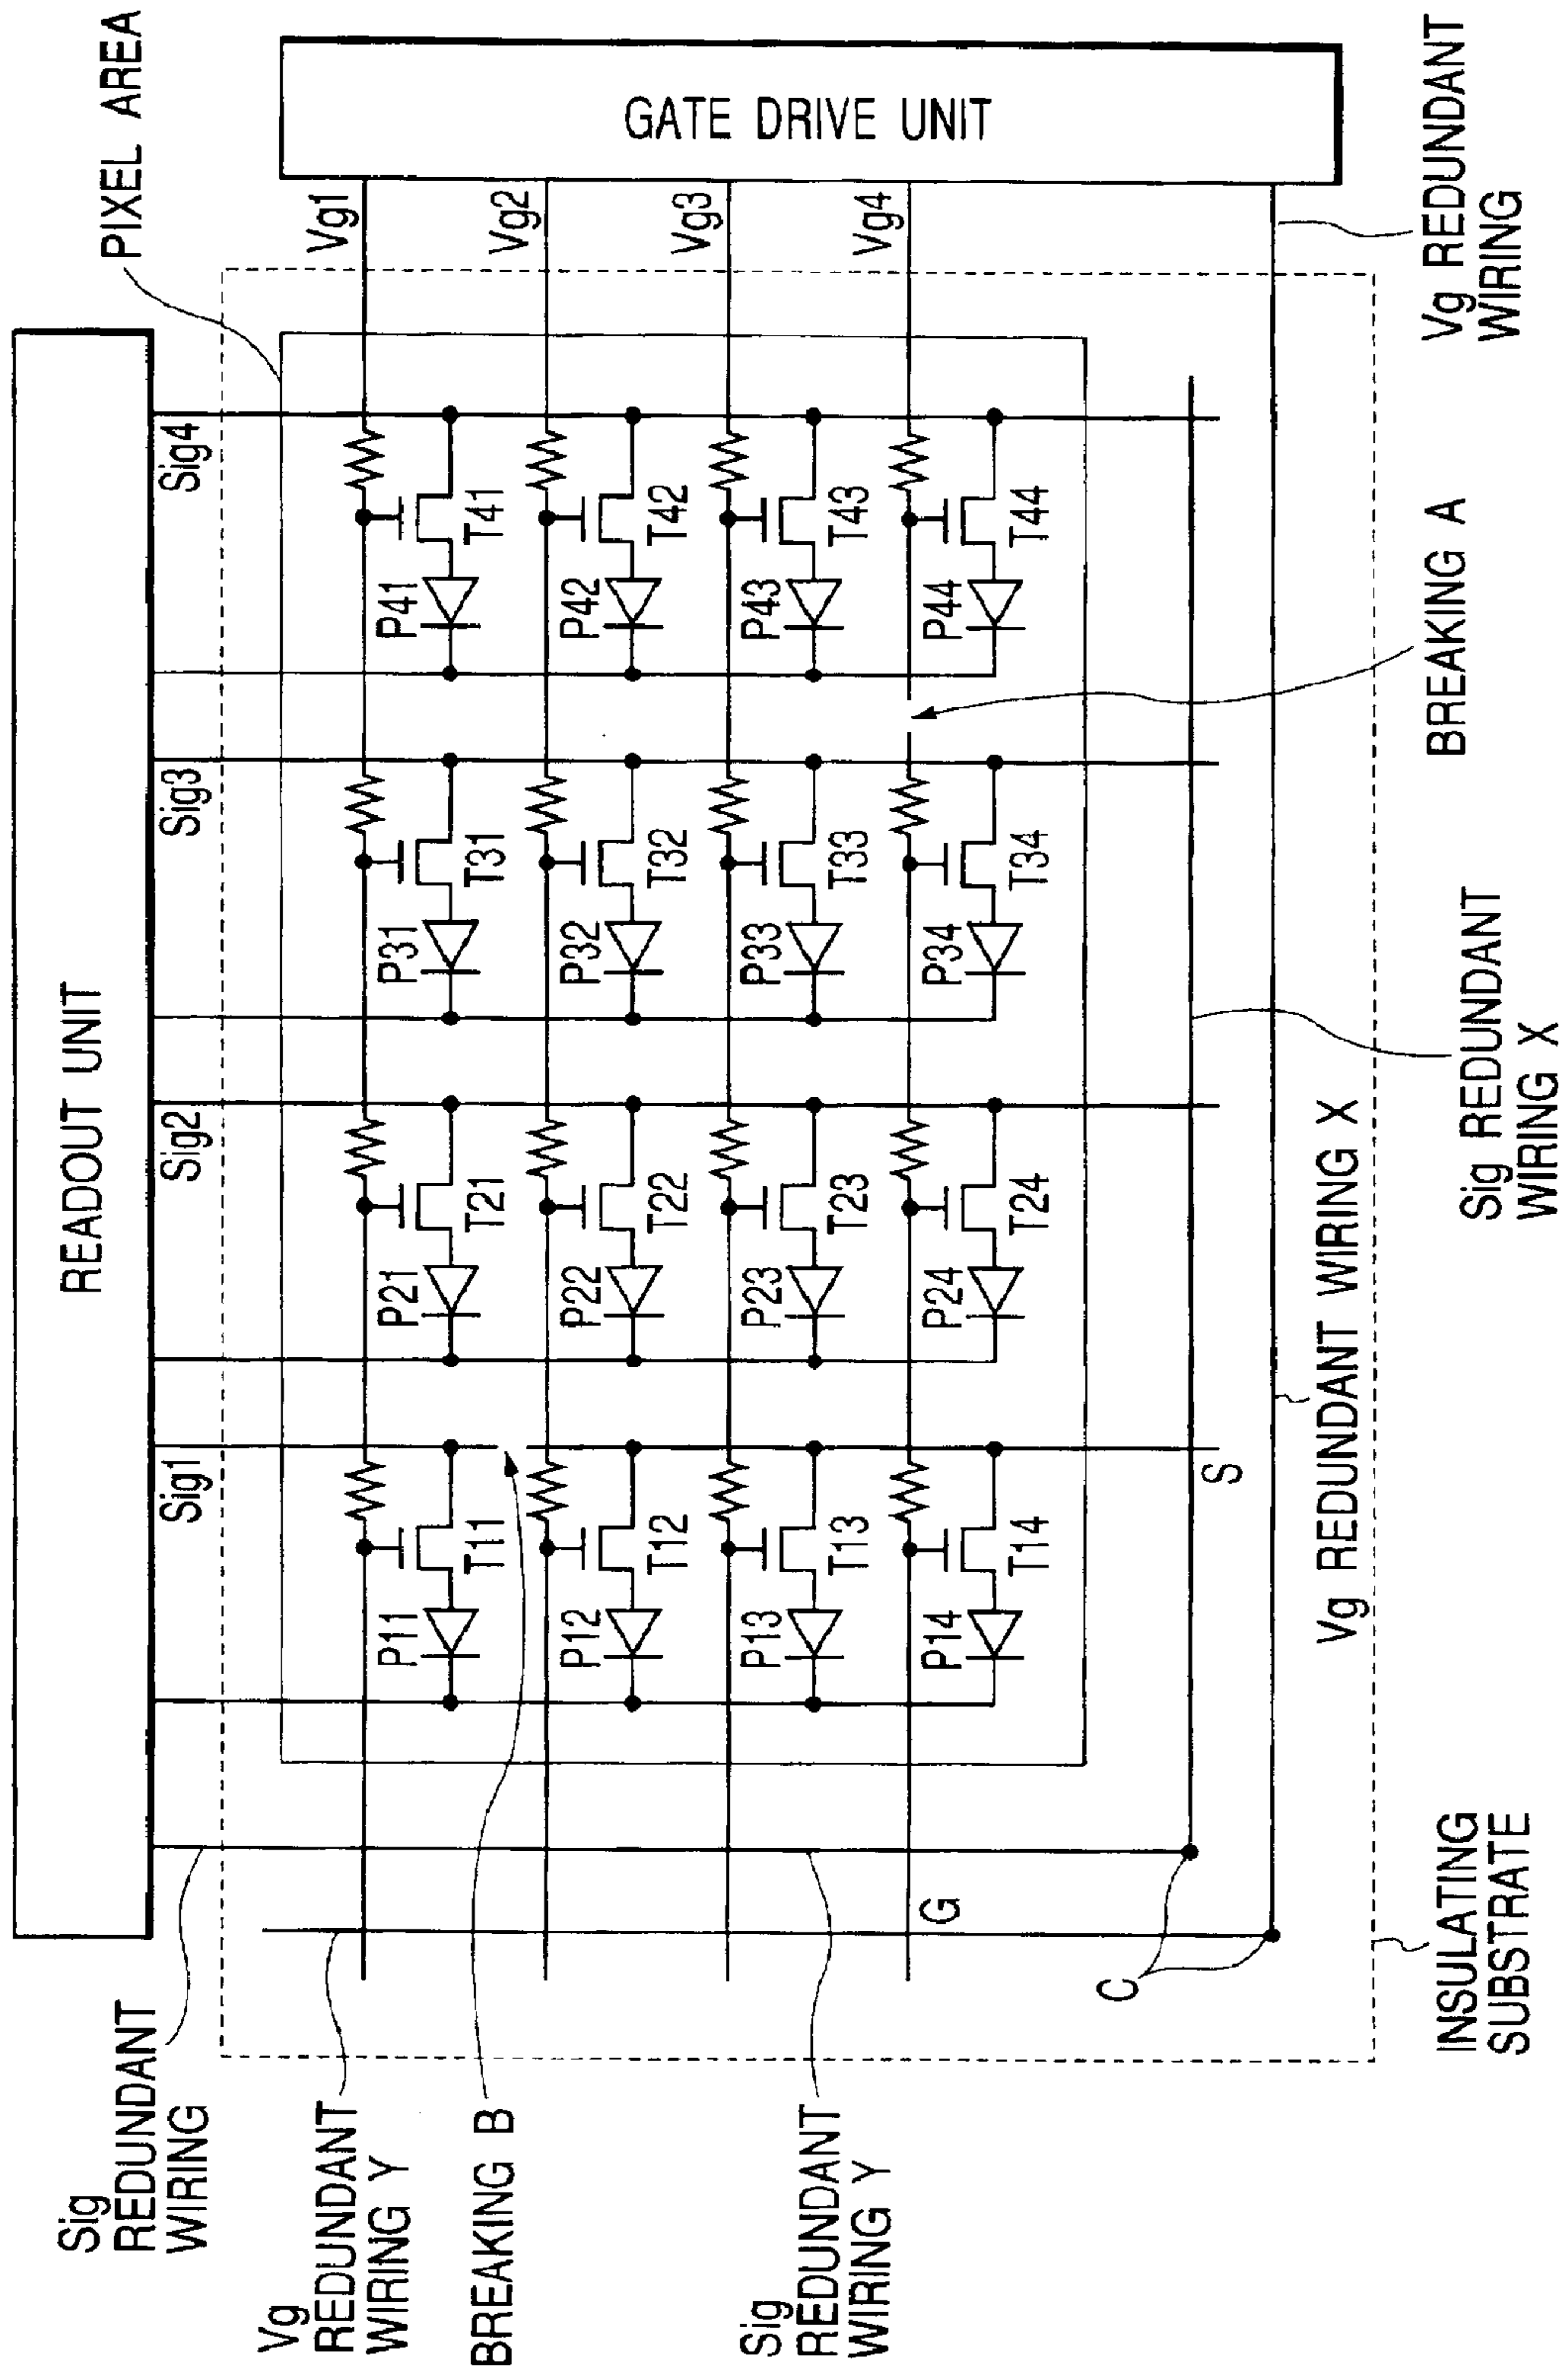 READOUT UNIT
PIXEL AREA
Sig
REDUNDANT
WIRING
Sig1
Sig2
Sig3
Sig4
Vg
REDUNDANT
WIRING Y
Vg1
P11
T11
P21
T21
P31
T31
P41
T41
BREAKING B
Vg2
P12
T12
P22
T22
P32
T32
P42
T42
GATE DRIVE UNIT
Sig
REDUNDANT
WIRING Y
Vg3
P13
T13
P23
T23
P33
T33
P43
T43
Vg4
G
P14
T14
P24
T24
P34
T34
P44
T44
C
S
Vg REDUNDANT WIRING X
INSULATING
SUBSTRATE
Sig REDUNDANT
WIRING X
BREAKING A
Vg REDUNDANT
WIRING